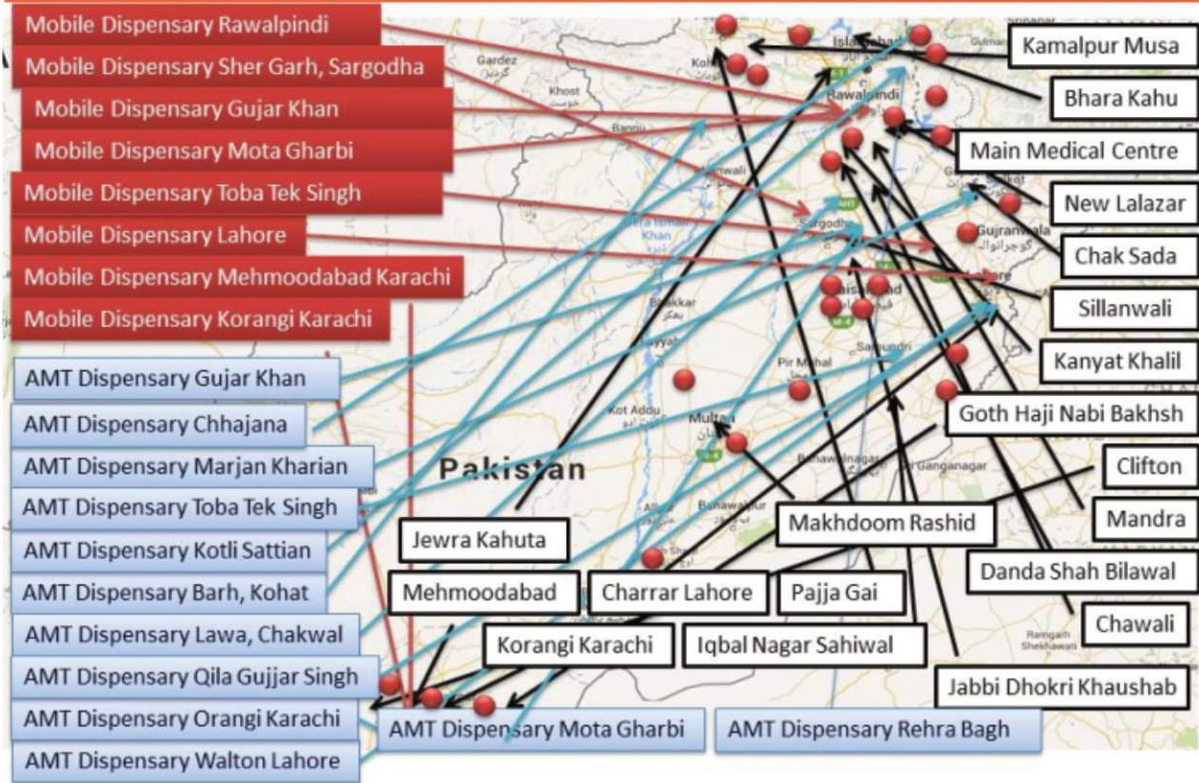 Mobile Dispensary Rawalpindi
Mobile Dispensary Sher Garh, Sargodha
Mobile Dispensary Gujar Khan
Mobile Dispensary Mota Gharbi
Mobile Dispensary Toba Tek Singh
Mobile Dispensary Lahore
Mobile Dispensary Mehmoodabad Karachi
Mobile Dispensary Korangi Karachi
AMT Dispensary Gujar Khan
AMT Dispensary Chhajana
AMT Dispensary Marjan Kharian
AMT Dispensary Toba Tek Singh
AMT Dispensary Kotli Sattian
AMT Dispensary Barh, Kohat
AMT Dispensary Lawa, Chakwal
AMT Dispensary Qila Gujjar Singh
AMT Dispensary Orangi Karachi
AMT Dispensary Walton Lahore
AMT Dispensary Mota Gharbi
AMT Dispensary Rehra Bagh
Kamalpur Musa
Bhara Kahu
Main Medical Centre
New Lalazar
Chak Sada
Sillanwali
Kanyat Khalil
Goth Haji Nabi Bakhsh
Clifton
Mandra
Danda Shah Bilawal
Chawali
Jabbi Dhokri Khaushab
Makhdoom Rashid
Jewra Kahuta
Mehmoodabad
Charrar Lahore
Pajja Gai
Korangi Karachi
Iqbal Nagar Sahiwal
Pakistan
Gardez
Khost
Bannu
Rawalpindi
Sargodha
Gujranwala
گوجرانوالہ
Pir Mahal
Kot Addu
Multan
Ganganagar
Ramgarh
Shekhawati